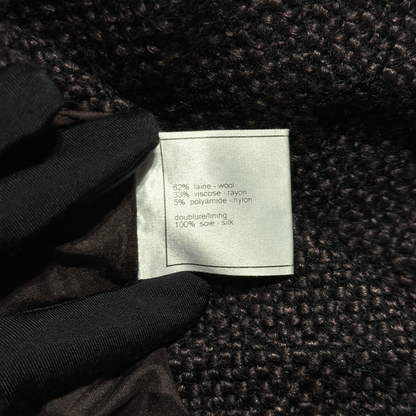 62% laine - wool
33% viscose - rayon
5% polyamide - nylon
doublure/lining
100% soie - silk